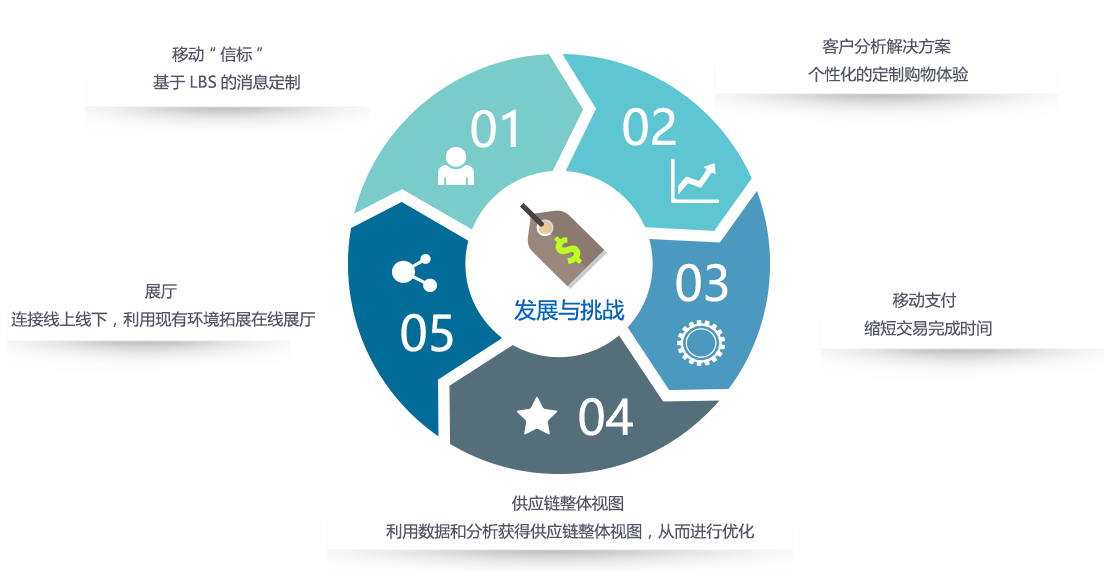 移动“信标”
基于 LBS 的消息定制
客户分析解决方案
个性化的定制购物体验
01
02
03
04
05
发展与挑战
移动支付
缩短交易完成时间
供应链整体视图
利用数据和分析获得供应链整体视图，从而进行优化
展厅
连接线上线下，利用现有环境拓展在线展厅